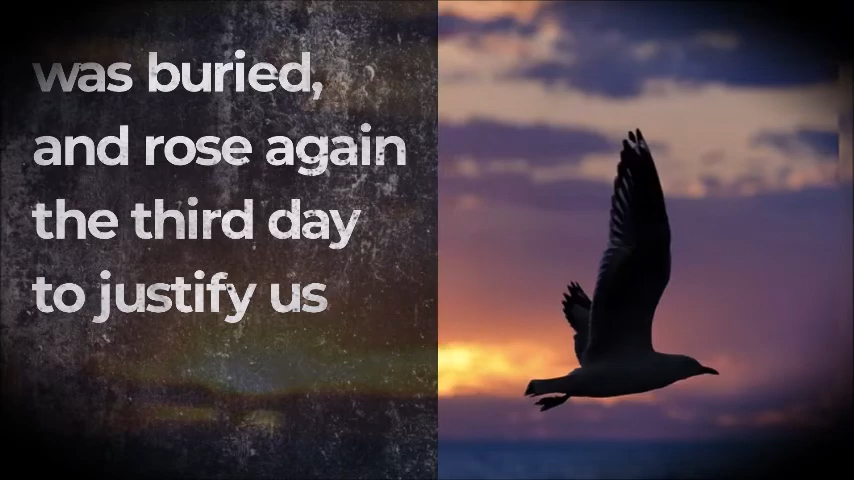 was buried,
and rose again
the third day
to justify us